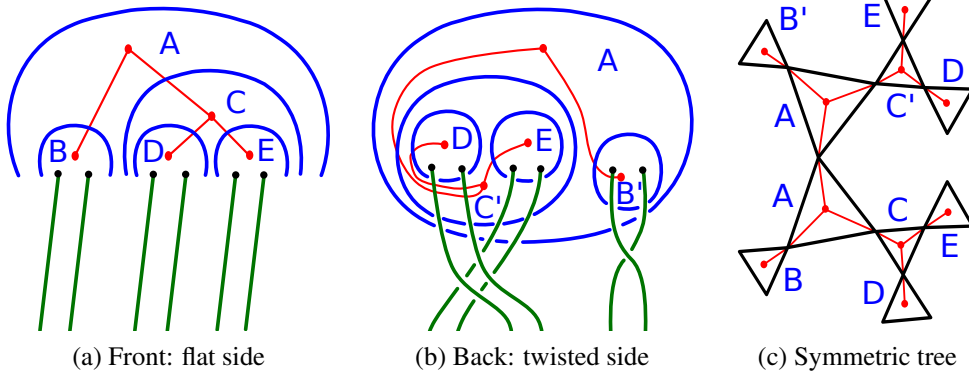 A
C
B
D
E
A
D
E
B'
C'
B'
E
D
A
C'
A
C
B
E
D
(a) Front: flat side
(b) Back: twisted side
(c) Symmetric tree